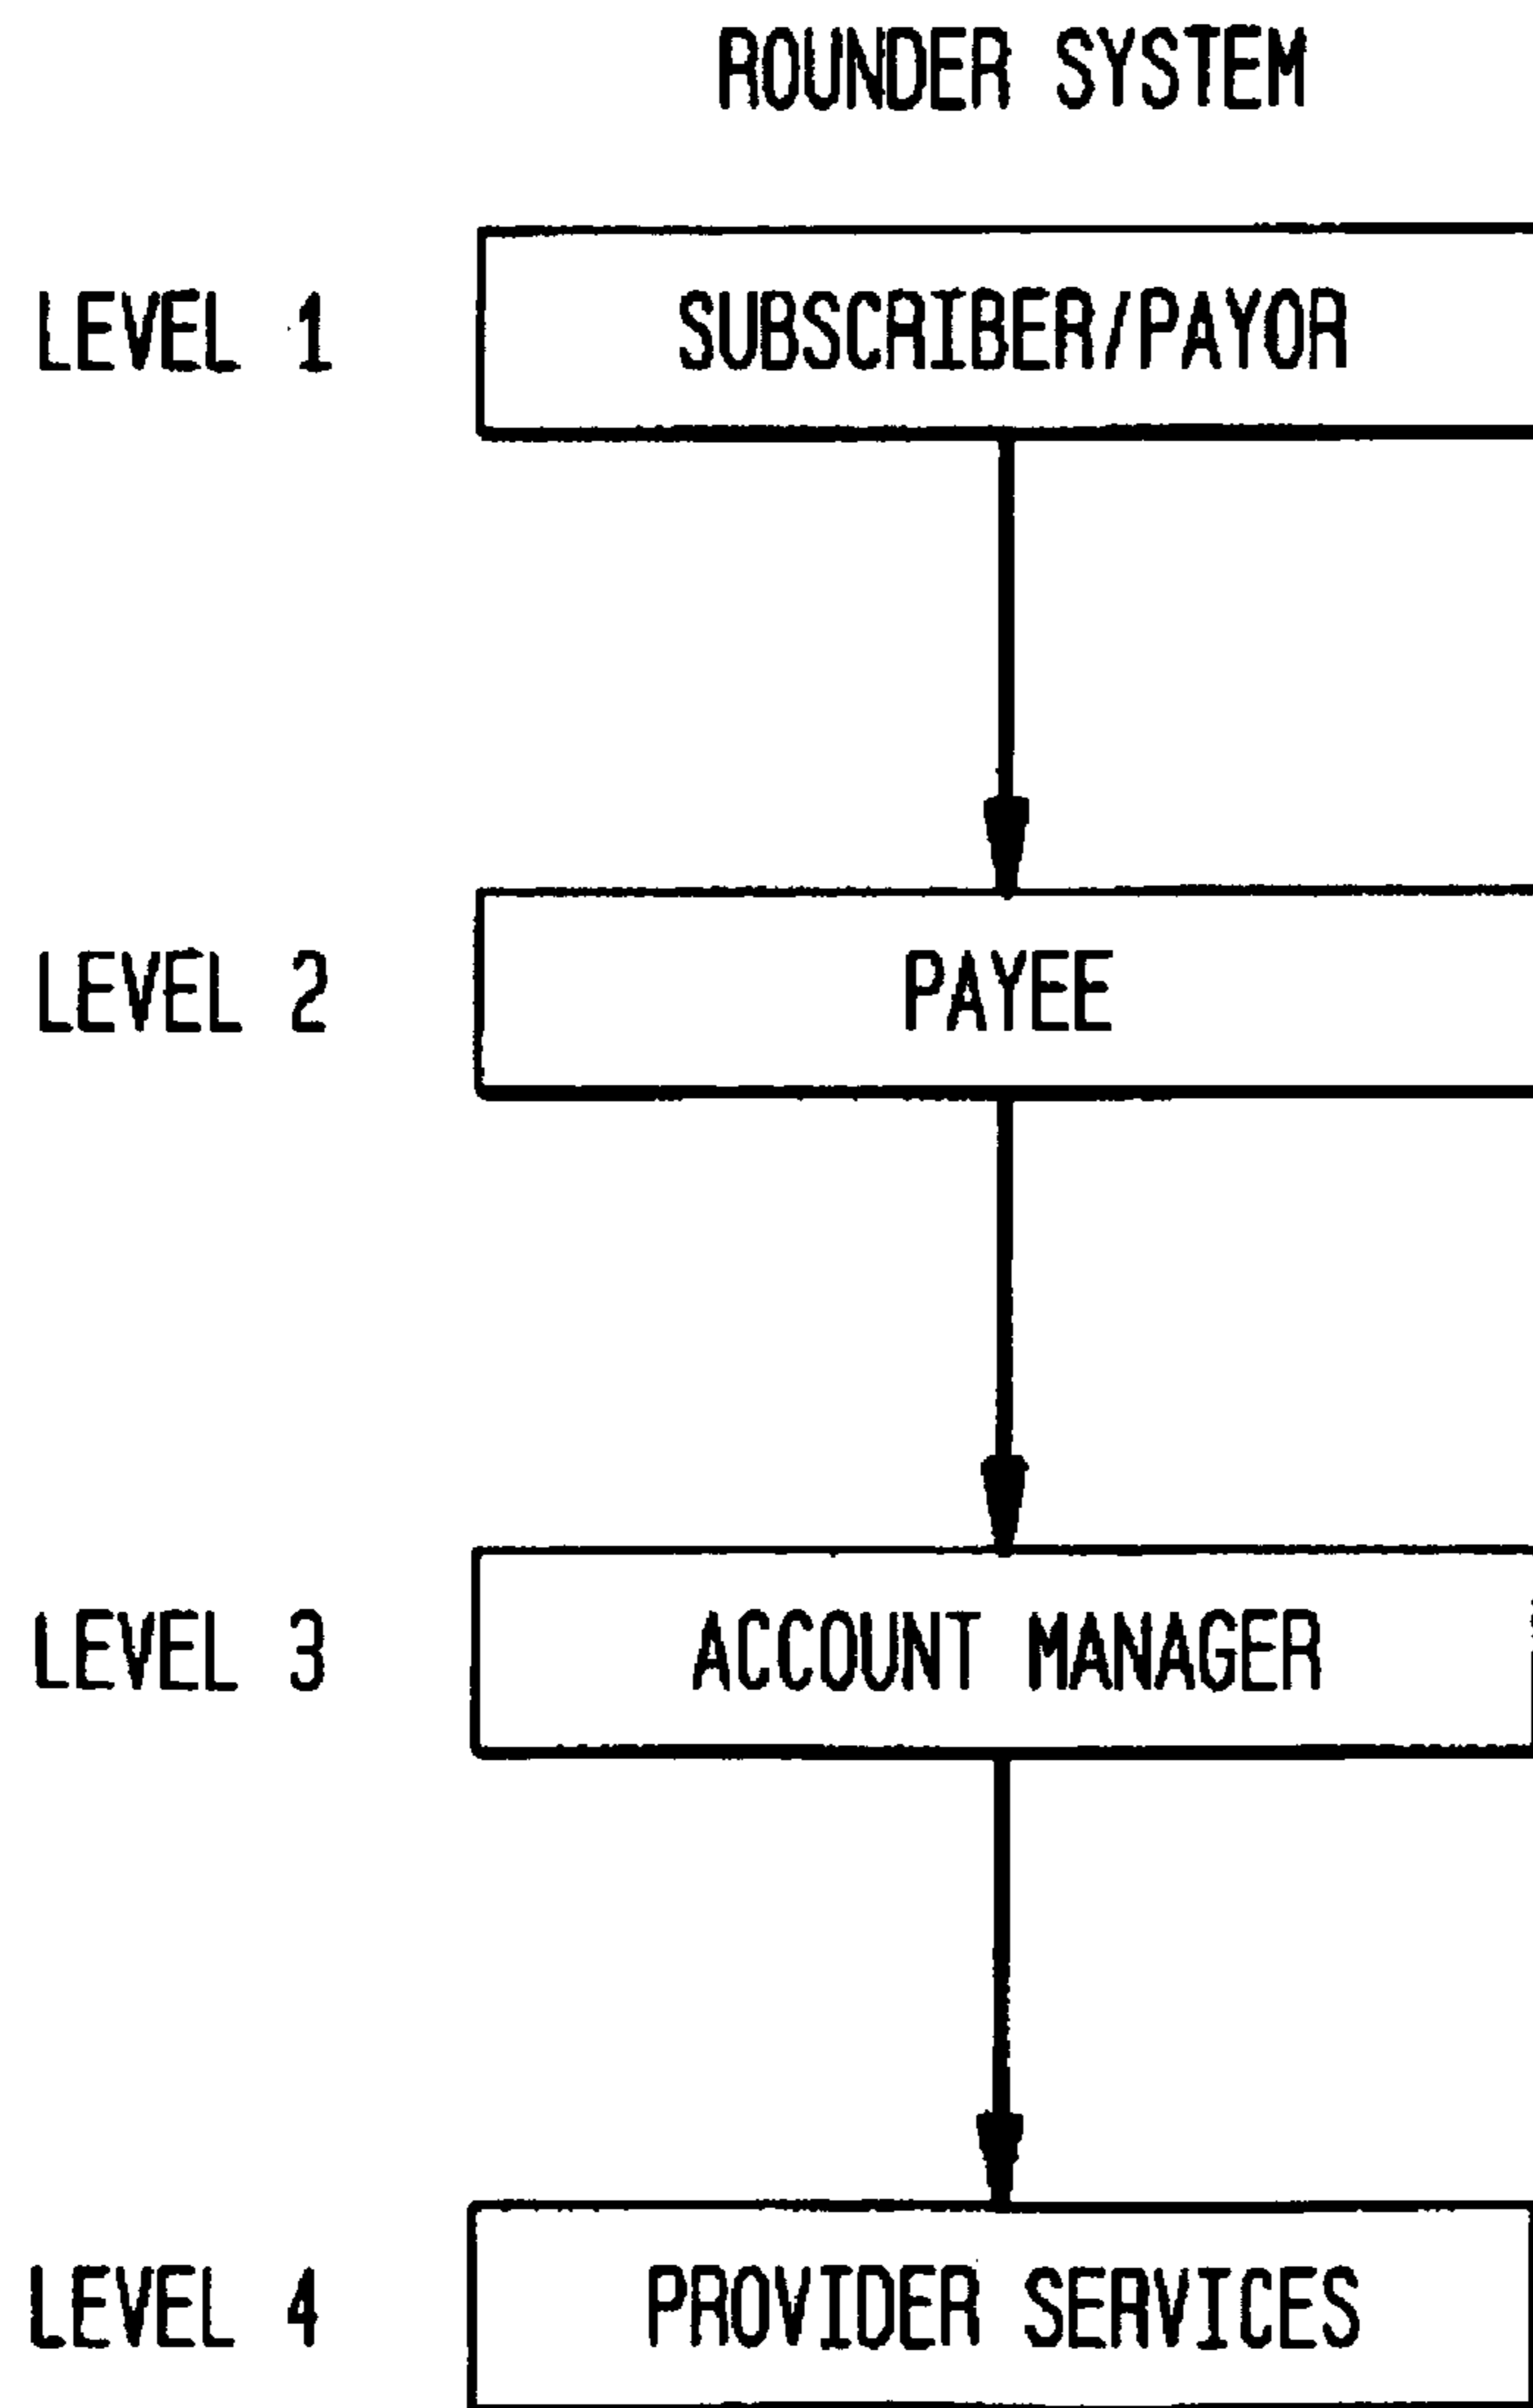 ROUNDER SYSTEM
LEVEL 1 SUBSCRIBER/PAYOR
LEVEL 2 PAYEE
LEVEL 3 ACCOUNT MANAGER
LEVEL 4 PROVIDER SERVICES